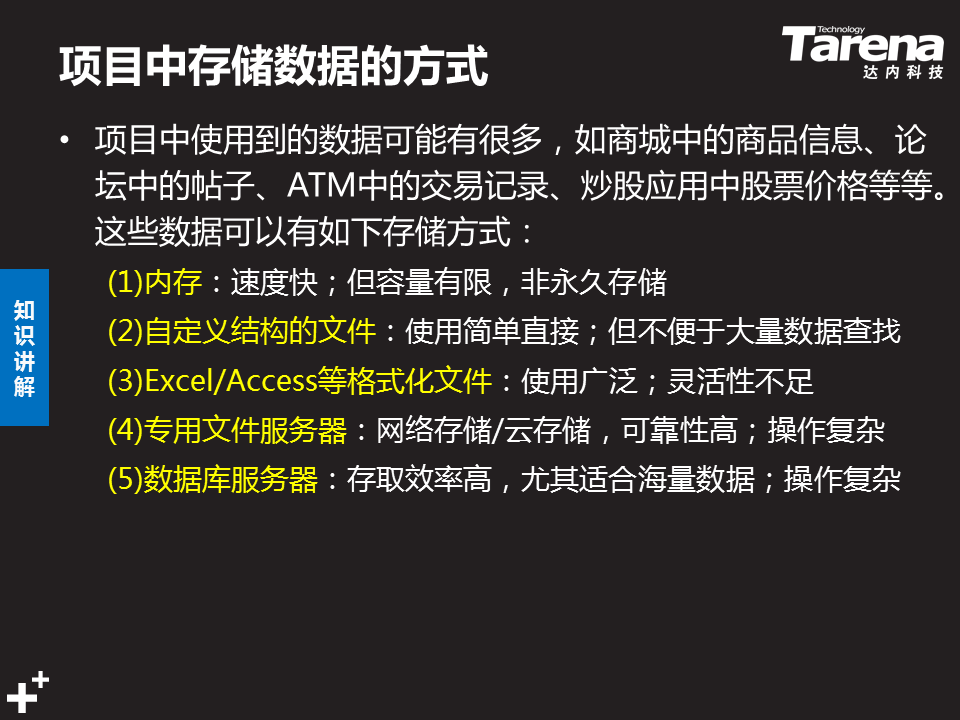 项目中存储数据的方式
Technology
Tarena
达内科技
• 项目中使用到的数据可能有很多，如商城中的商品信息、论
坛中的帖子、ATM中的交易记录、炒股应用中股票价格等等。
这些数据可以有如下存储方式：
(1)内存：速度快；但容量有限，非永久存储
(2)自定义结构的文件：使用简单直接；但不便于大量数据查找
(3)Excel/Access等格式化文件：使用广泛；灵活性不足
(4)专用文件服务器：网络存储/云存储，可靠性高；操作复杂
(5)数据库服务器：存取效率高，尤其适合海量数据；操作复杂
知
识
讲
解